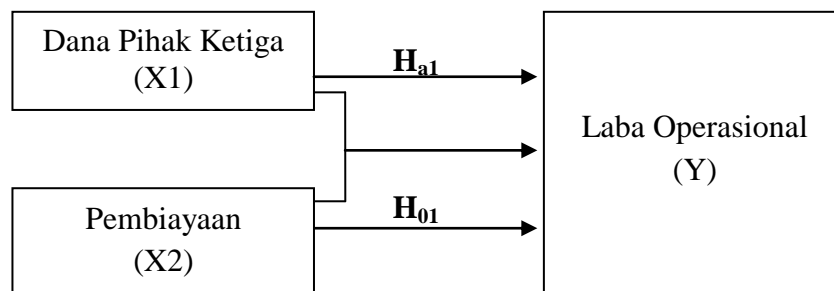 Dana Pihak Ketiga
(X1)
Ha1
Laba Operasional
(Y)
Pembiayaan
(X2)
H01